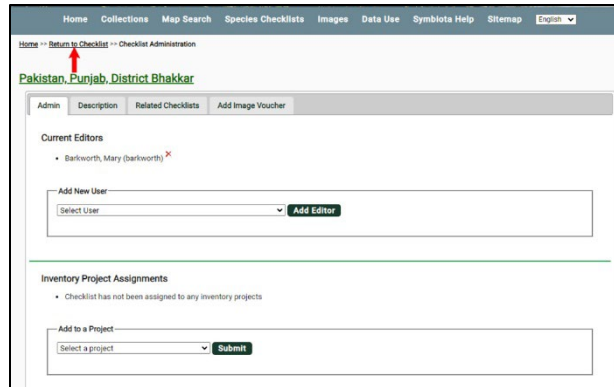 Home Collections Map Search Species Checklists Images Data Use Symbiota Help Sitemap English
Home >> Return to Checklist >> Checklist Administration
Pakistan, Punjab, District Bhakkar
Admin Description Related Checklists Add Image Voucher
Current Editors
• Barkworth, Mary (barkworth) X
Add New User
Select User Add Editor
Inventory Project Assignments
• Checklist has not been assigned to any inventory projects
Add to a Project
Select a project Submit